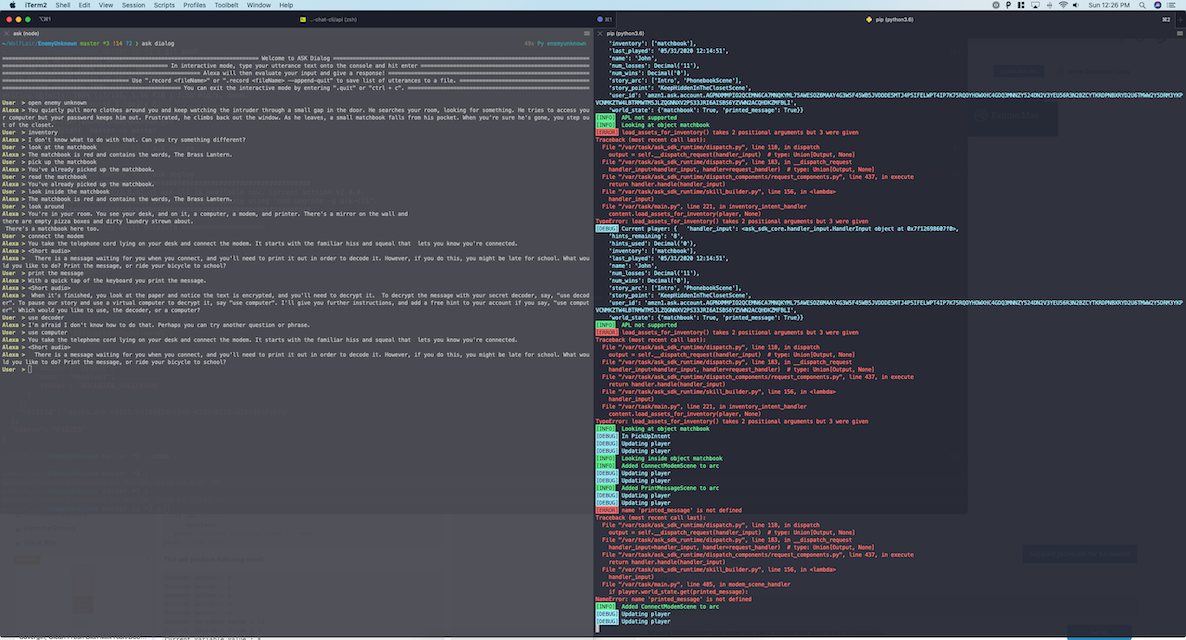 iTerm2 Shell Edit View Session Scripts Profiles Toolbelt Window Help
Sun 12:26 PM
⌥⌘1
..-chat-cli/api (zsh)
⌘1
pip (python3.6)
⌘2
ask (node)
~/WolfLair/EnemyUnknown master *3 !14 ?2 ❯ ask dialog
Py enemyunknown
Welcome to ASK Dialog
In interactive mode, type your utterance text onto the console and hit enter
Alexa will then evaluate your input and give a response!
Use ".record <fileName>" or ".record <fileName> --append-quit" to save list of utterances to a file.
You can exit the interactive mode by entering ".quit" or "ctrl + c".
User > open enemy unknown
Alexa > You quietly pull more clothes around you and keep watching the intruder through a small gap in the door. He searches your room, looking for something. He tries to access you
r computer but your password keeps him out. Frustrated, he climbs back out the window. As he leaves, a small matchbook falls from his pocket. When you're sure he's gone, you step ou
t of the closet.
User > inventory
Alexa > I don't know what to do with that. Can you try something different?
User > look at the matchbook
Alexa > The matchbook is red and contains the words, The Brass Lantern.
User > pick up the matchbook
Alexa > You've already picked up the matchbook.
User > read the matchbook
Alexa > You've already picked up the matchbook.
User > look inside the matchbook
Alexa > The matchbook is red and contains the words, The Brass Lantern.
User > look around
Alexa > You're in your room. You see your desk, and on it, a computer, a modem, and printer. There's a mirror on the wall and
there are empty pizza boxes and dirty laundry strewn about.
There's a matchbook here too.
User > connect the modem
Alexa > You take the telephone cord lying on your desk and connect the modem. It starts with the familiar hiss and squeal that lets you know you're connected.
Alexa > <Short audio>
Alexa > There is a message waiting for you when you connect, and you'll need to print it out in order to decode it. However, if you do this, you might be late for school. What wou
ld you like to do? Print the message, or ride your bicycle to school?
User > print the message
Alexa > With a quick tap of the keyboard you print the message.
Alexa > <Short audio>
Alexa > When it's finished, you look at the paper and notice the text is encrypted, and you'll need to decrypt it. To decrypt the message with your secret decoder, say, "use decod
er". To pause our story and use a virtual computer to decrypt it, say "use computer". I'll give you further instructions, and add a free hint to your account if you say, "use comput
er". Which would you like to use, the decoder, or a computer?
User > use decoder
Alexa > I'm afraid I don't know how to do that. Perhaps you can try another question or phrase.
User > use computer
Alexa > You take the telephone cord lying on your desk and connect the modem. It starts with the familiar hiss and squeal that lets you know you're connected.
Alexa > <Short audio>
Alexa > There is a message waiting for you when you connect, and you'll need to print it out in order to decode it. However, if you do this, you might be late for school. What wou
ld you like to do? Print the message, or ride your bicycle to school?
User >
pip (python3.6)
'inventory': ['matchbook'],
'last_played': '05/31/2020 12:14:51',
'name': 'John',
'num_losses': Decimal('11'),
'num_wins': Decimal('0'),
'story_arc': ['Intro', 'PhonebookScene'],
'story_point': 'KeepHiddenInTheClosetScene',
'world_state': {'matchbook': True, 'printed_message': True}}
[INFO] APL not supported
[INFO] Looking at object matchbook
[ERROR] load_assets_for_inventory() takes 2 positional arguments but 3 were given
Traceback (most recent call last):
File "/var/task/ask_sdk_runtime/dispatch.py", line 118, in dispatch
output = self.__dispatch_request(handler_input) # type: Union[Output, None]
File "/var/task/ask_sdk_runtime/dispatch.py", line 183, in __dispatch_request
handler_input=handler_input, handler=request_handler) # type: Union[Output, None]
File "/var/task/ask_sdk_runtime/dispatch_components/request_components.py", line 437, in execute
return handler.handle(handler_input)
File "/var/task/ask_sdk_runtime/skill_builder.py", line 156, in <lambda>
handler_input)
File "/var/task/main.py", line 221, in inventory_intent_handler
content.load_assets_for_inventory(player, None)
TypeError: load_assets_for_inventory() takes 2 positional arguments but 3 were given
[DEBUG] Current player: { 'handler_input': <ask_sdk_core.handler_input.HandlerInput object at 0x7f12698607f0>,
'hints_remaining': '8',
'hints_used': Decimal('0'),
'inventory': ['matchbook'],
'last_played': '05/31/2020 12:14:51',
'name': 'John',
'num_losses': Decimal('11'),
'num_wins': Decimal('0'),
'story_arc': ['Intro', 'PhonebookScene'],
'story_point': 'KeepHiddenInTheClosetScene',
'world_state': {'matchbook': True, 'printed_message': True}}
[INFO] APL not supported
[ERROR] load_assets_for_inventory() takes 2 positional arguments but 3 were given
Traceback (most recent call last):
File "/var/task/ask_sdk_runtime/dispatch.py", line 118, in dispatch
output = self.__dispatch_request(handler_input) # type: Union[Output, None]
File "/var/task/ask_sdk_runtime/dispatch.py", line 183, in __dispatch_request
handler_input=handler_input, handler=request_handler) # type: Union[Output, None]
File "/var/task/ask_sdk_runtime/dispatch_components/request_components.py", line 437, in execute
return handler.handle(handler_input)
File "/var/task/ask_sdk_runtime/skill_builder.py", line 156, in <lambda>
handler_input)
File "/var/task/main.py", line 221, in inventory_intent_handler
content.load_assets_for_inventory(player, None)
TypeError: load_assets_for_inventory() takes 2 positional arguments but 3 were given
[INFO] Looking at object matchbook
[DEBUG] In PickUpIntent
[DEBUG] Updating player
[DEBUG] Updating player
[INFO] Looking inside object matchbook
[INFO] Added ConnectModemScene to arc
[DEBUG] Updating player
[DEBUG] Updating player
[INFO] Added PrintMessageScene to arc
[DEBUG] Updating player
[DEBUG] Updating player
[ERROR] name 'printed_message' is not defined
Traceback (most recent call last):
File "/var/task/ask_sdk_runtime/dispatch.py", line 118, in dispatch
output = self.__dispatch_request(handler_input) # type: Union[Output, None]
File "/var/task/ask_sdk_runtime/dispatch.py", line 183, in __dispatch_request
handler_input=handler_input, handler=request_handler) # type: Union[Output, None]
File "/var/task/ask_sdk_runtime/dispatch_components/request_components.py", line 437, in execute
return handler.handle(handler_input)
File "/var/task/ask_sdk_runtime/skill_builder.py", line 156, in <lambda>
handler_input)
File "/var/task/main.py", line 485, in modem_scene_handler
if player.world_state.get(printed_message):
NameError: name 'printed_message' is not defined
[INFO] Added ConnectModemScene to arc
[DEBUG] Updating player
[DEBUG] Updating player